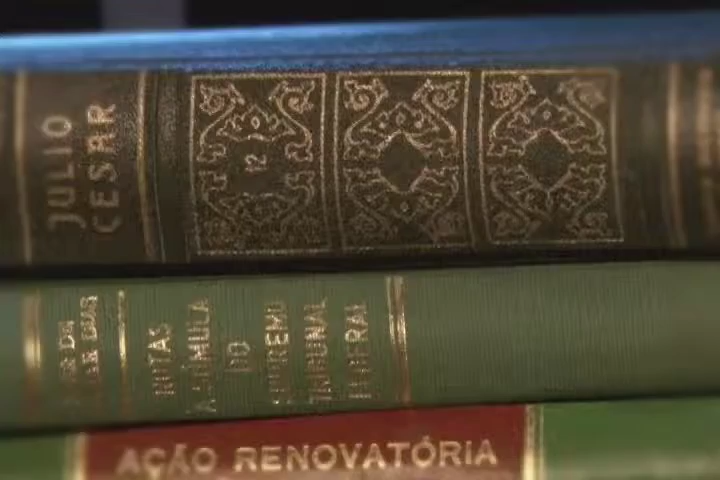 JULIO
CESAR
12
NOTAS
A SÚMULA
DO
SUPREMO
TRIBUNAL
FEDERAL
AÇÃO RENOVATÓRIA